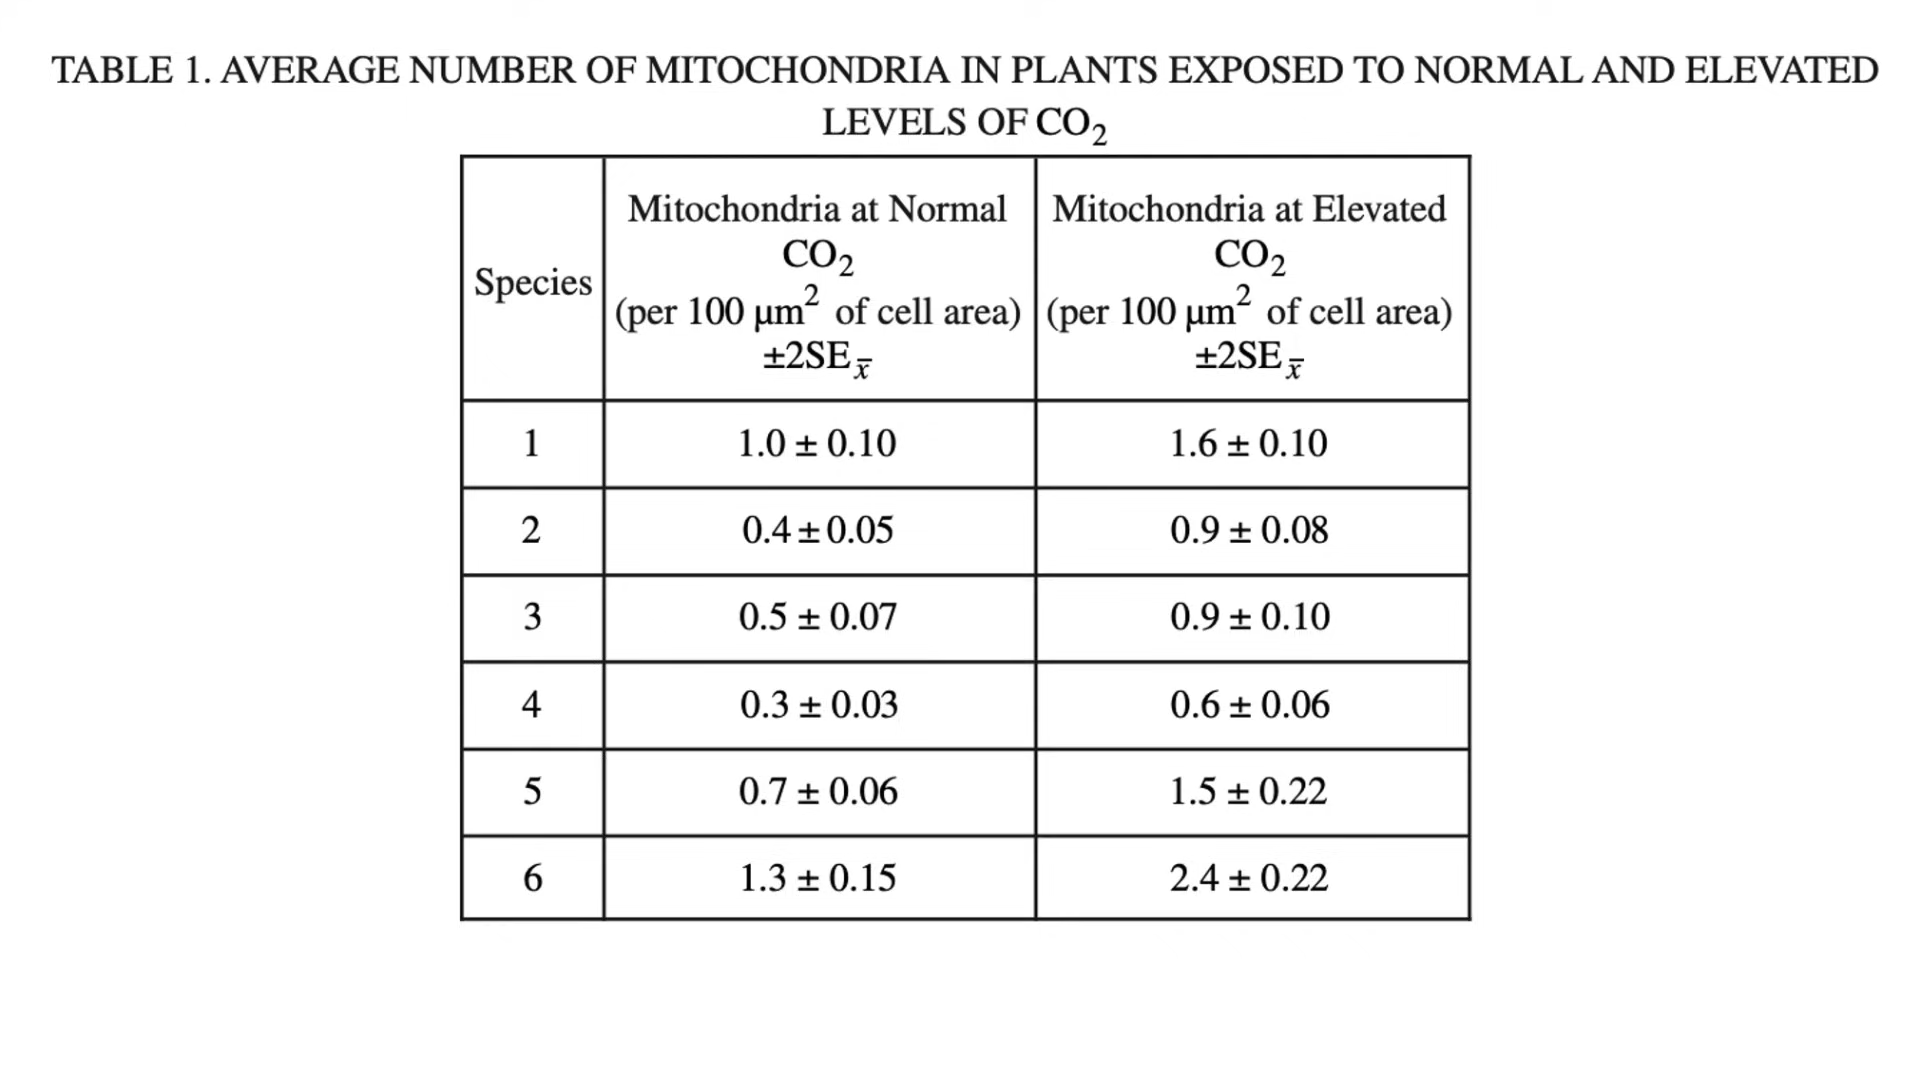 TABLE 1. AVERAGE NUMBER OF MITOCHONDRIA IN PLANTS EXPOSED TO NORMAL AND ELEVATED
LEVELS OF CO₂
Species
Mitochondria at Normal
CO₂
(per 100 μm² of cell area)
±2SE x̄
Mitochondria at Elevated
CO₂
(per 100 μm² of cell area)
±2SE x̄
1 1.0 ± 0.10 1.6 ± 0.10
2 0.4 ± 0.05 0.9 ± 0.08
3 0.5 ± 0.07 0.9 ± 0.10
4 0.3 ± 0.03 0.6 ± 0.06
5 0.7 ± 0.06 1.5 ± 0.22
6 1.3 ± 0.15 2.4 ± 0.22